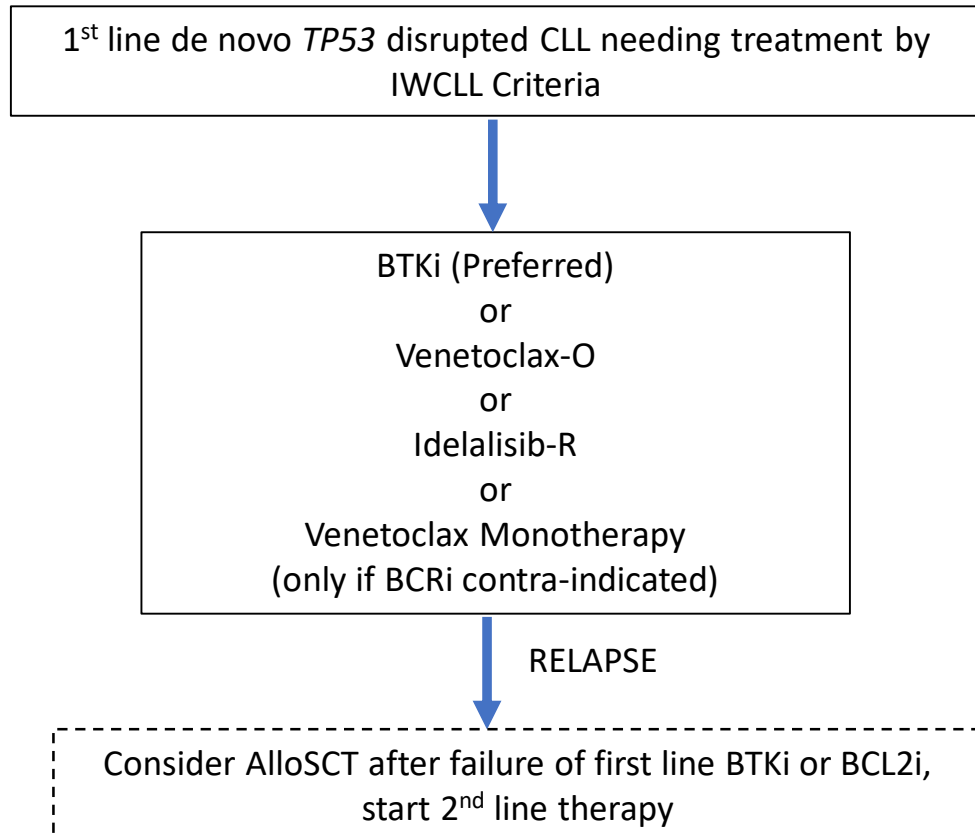 1st line de novo TP53 disrupted CLL needing treatment by
IWCLL Criteria
BTKi (Preferred)
or
Venetoclax-O
or
Idelalisib-R
or
Venetoclax Monotherapy
(only if BCRi contra-indicated)
RELAPSE
Consider AlloSCT after failure of first line BTKi or BCL2i,
start 2nd line therapy